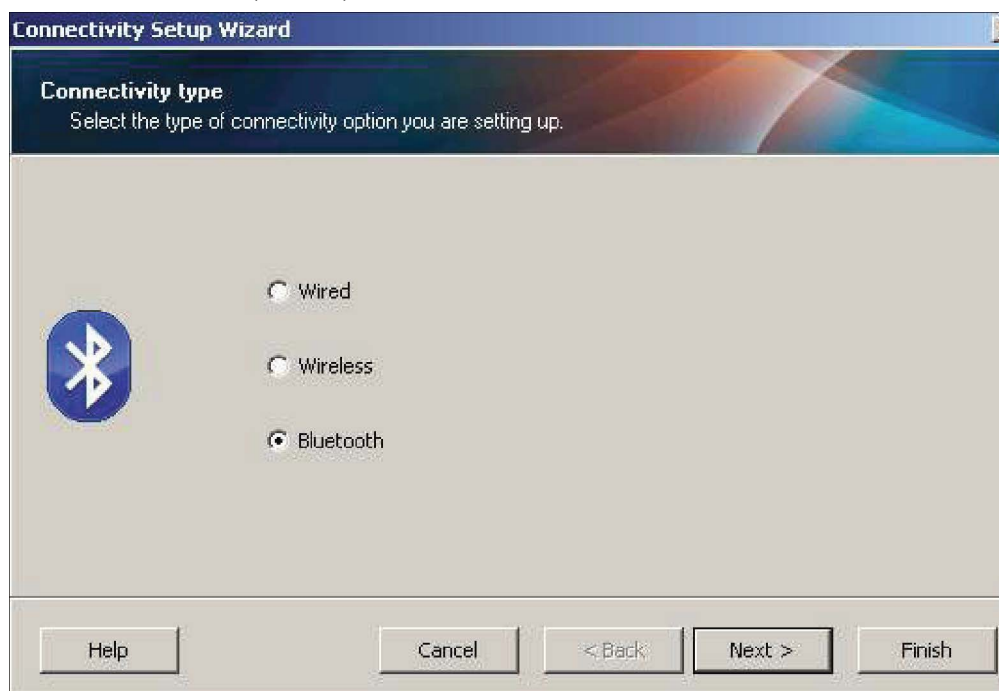 Connectivity Setup Wizard
Connectivity type
Select the type of connectivity option you are setting up.
Wired
Wireless
Bluetooth
Help Cancel < Back Next > Finish